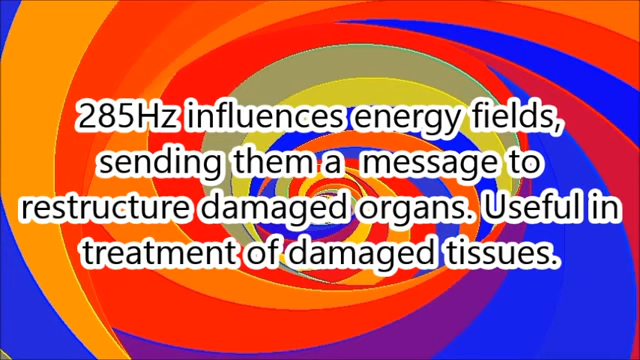 285Hz influences energy fields,
sending them a  message to
restructure damaged organs. Useful in
treatment of damaged tissues.